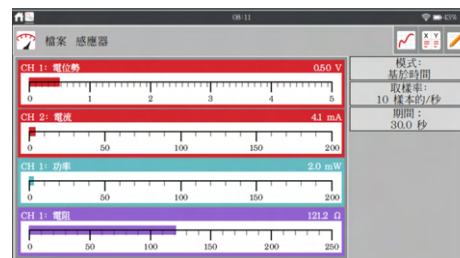 08:11
43%
檔案 感應器
X Y
CH 1: 電位勢 0.50 V
0 1 2 3 4 5
CH 2: 電流 4.1 mA
0 50 100 150 200
CH 1: 功率 2.0 mW
0 50 100 150 200
CH 1: 電阻 121.2 Ω
0 50 100 150 200 250
模式:
基於時間
取樣率:
10 樣本的/秒
期間:
30.0 秒